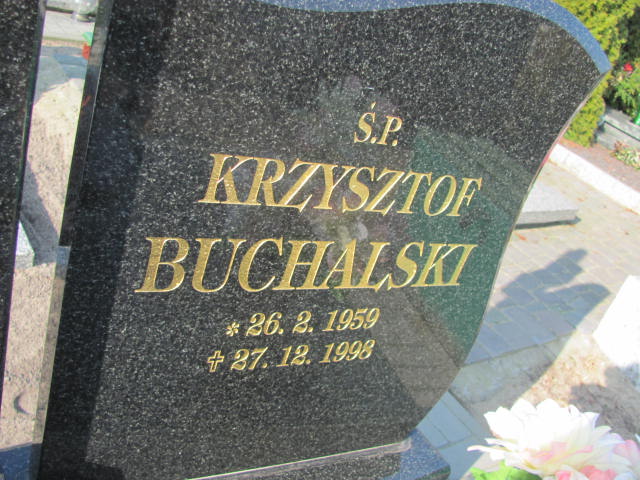 Ś.P.
KRZYSZTOF
BUCHALSKI
* 26. 2. 1959
✝ 27. 12. 1998